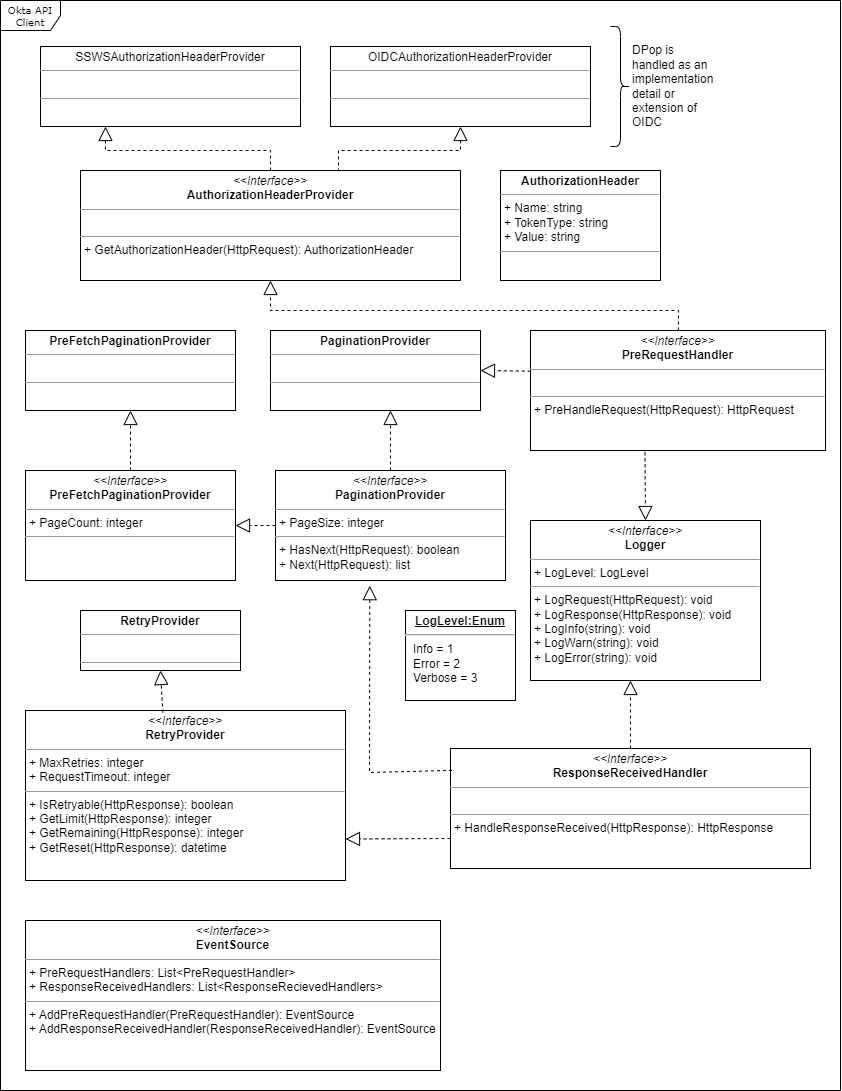 Okta API
Client
SSWSAuthorizationHeaderProvider
OIDCAuthorizationHeaderProvider
DPop is
handled as an
implementation
detail or
extension of
OIDC
<<Interface>>
AuthorizationHeaderProvider
+ GetAuthorizationHeader(HttpRequest): AuthorizationHeader
AuthorizationHeader
+ Name: string
+ TokenType: string
+ Value: string
PreFetchPaginationProvider
PaginationProvider
<<Interface>>
PreRequestHandler
+ PreHandleRequest(HttpRequest): HttpRequest
<<Interface>>
PreFetchPaginationProvider
+ PageCount: integer
<<Interface>>
PaginationProvider
+ PageSize: integer
+ HasNext(HttpRequest): boolean
+ Next(HttpRequest): list
<<Interface>>
Logger
+ LogLevel: LogLevel
+ LogRequest(HttpRequest): void
+ LogResponse(HttpResponse): void
+ LogInfo(string): void
+ LogWarn(string): void
+ LogError(string): void
RetryProvider
LogLevel:Enum
Info = 1
Error = 2
Verbose = 3
<<Interface>>
RetryProvider
+ MaxRetries: integer
+ RequestTimeout: integer
+ IsRetryable(HttpResponse): boolean
+ GetLimit(HttpResponse): integer
+ GetRemaining(HttpResponse): integer
+ GetReset(HttpResponse): datetime
<<Interface>>
ResponseReceivedHandler
+ HandleResponseReceived(HttpResponse): HttpResponse
<<Interface>>
EventSource
+ PreRequestHandlers: List<PreRequestHandler>
+ ResponseReceivedHandlers: List<ResponseRecievedHandlers>
+ AddPreRequestHandler(PreRequestHandler): EventSource
+ AddResponseReceivedHandler(ResponseReceivedHandler): EventSource